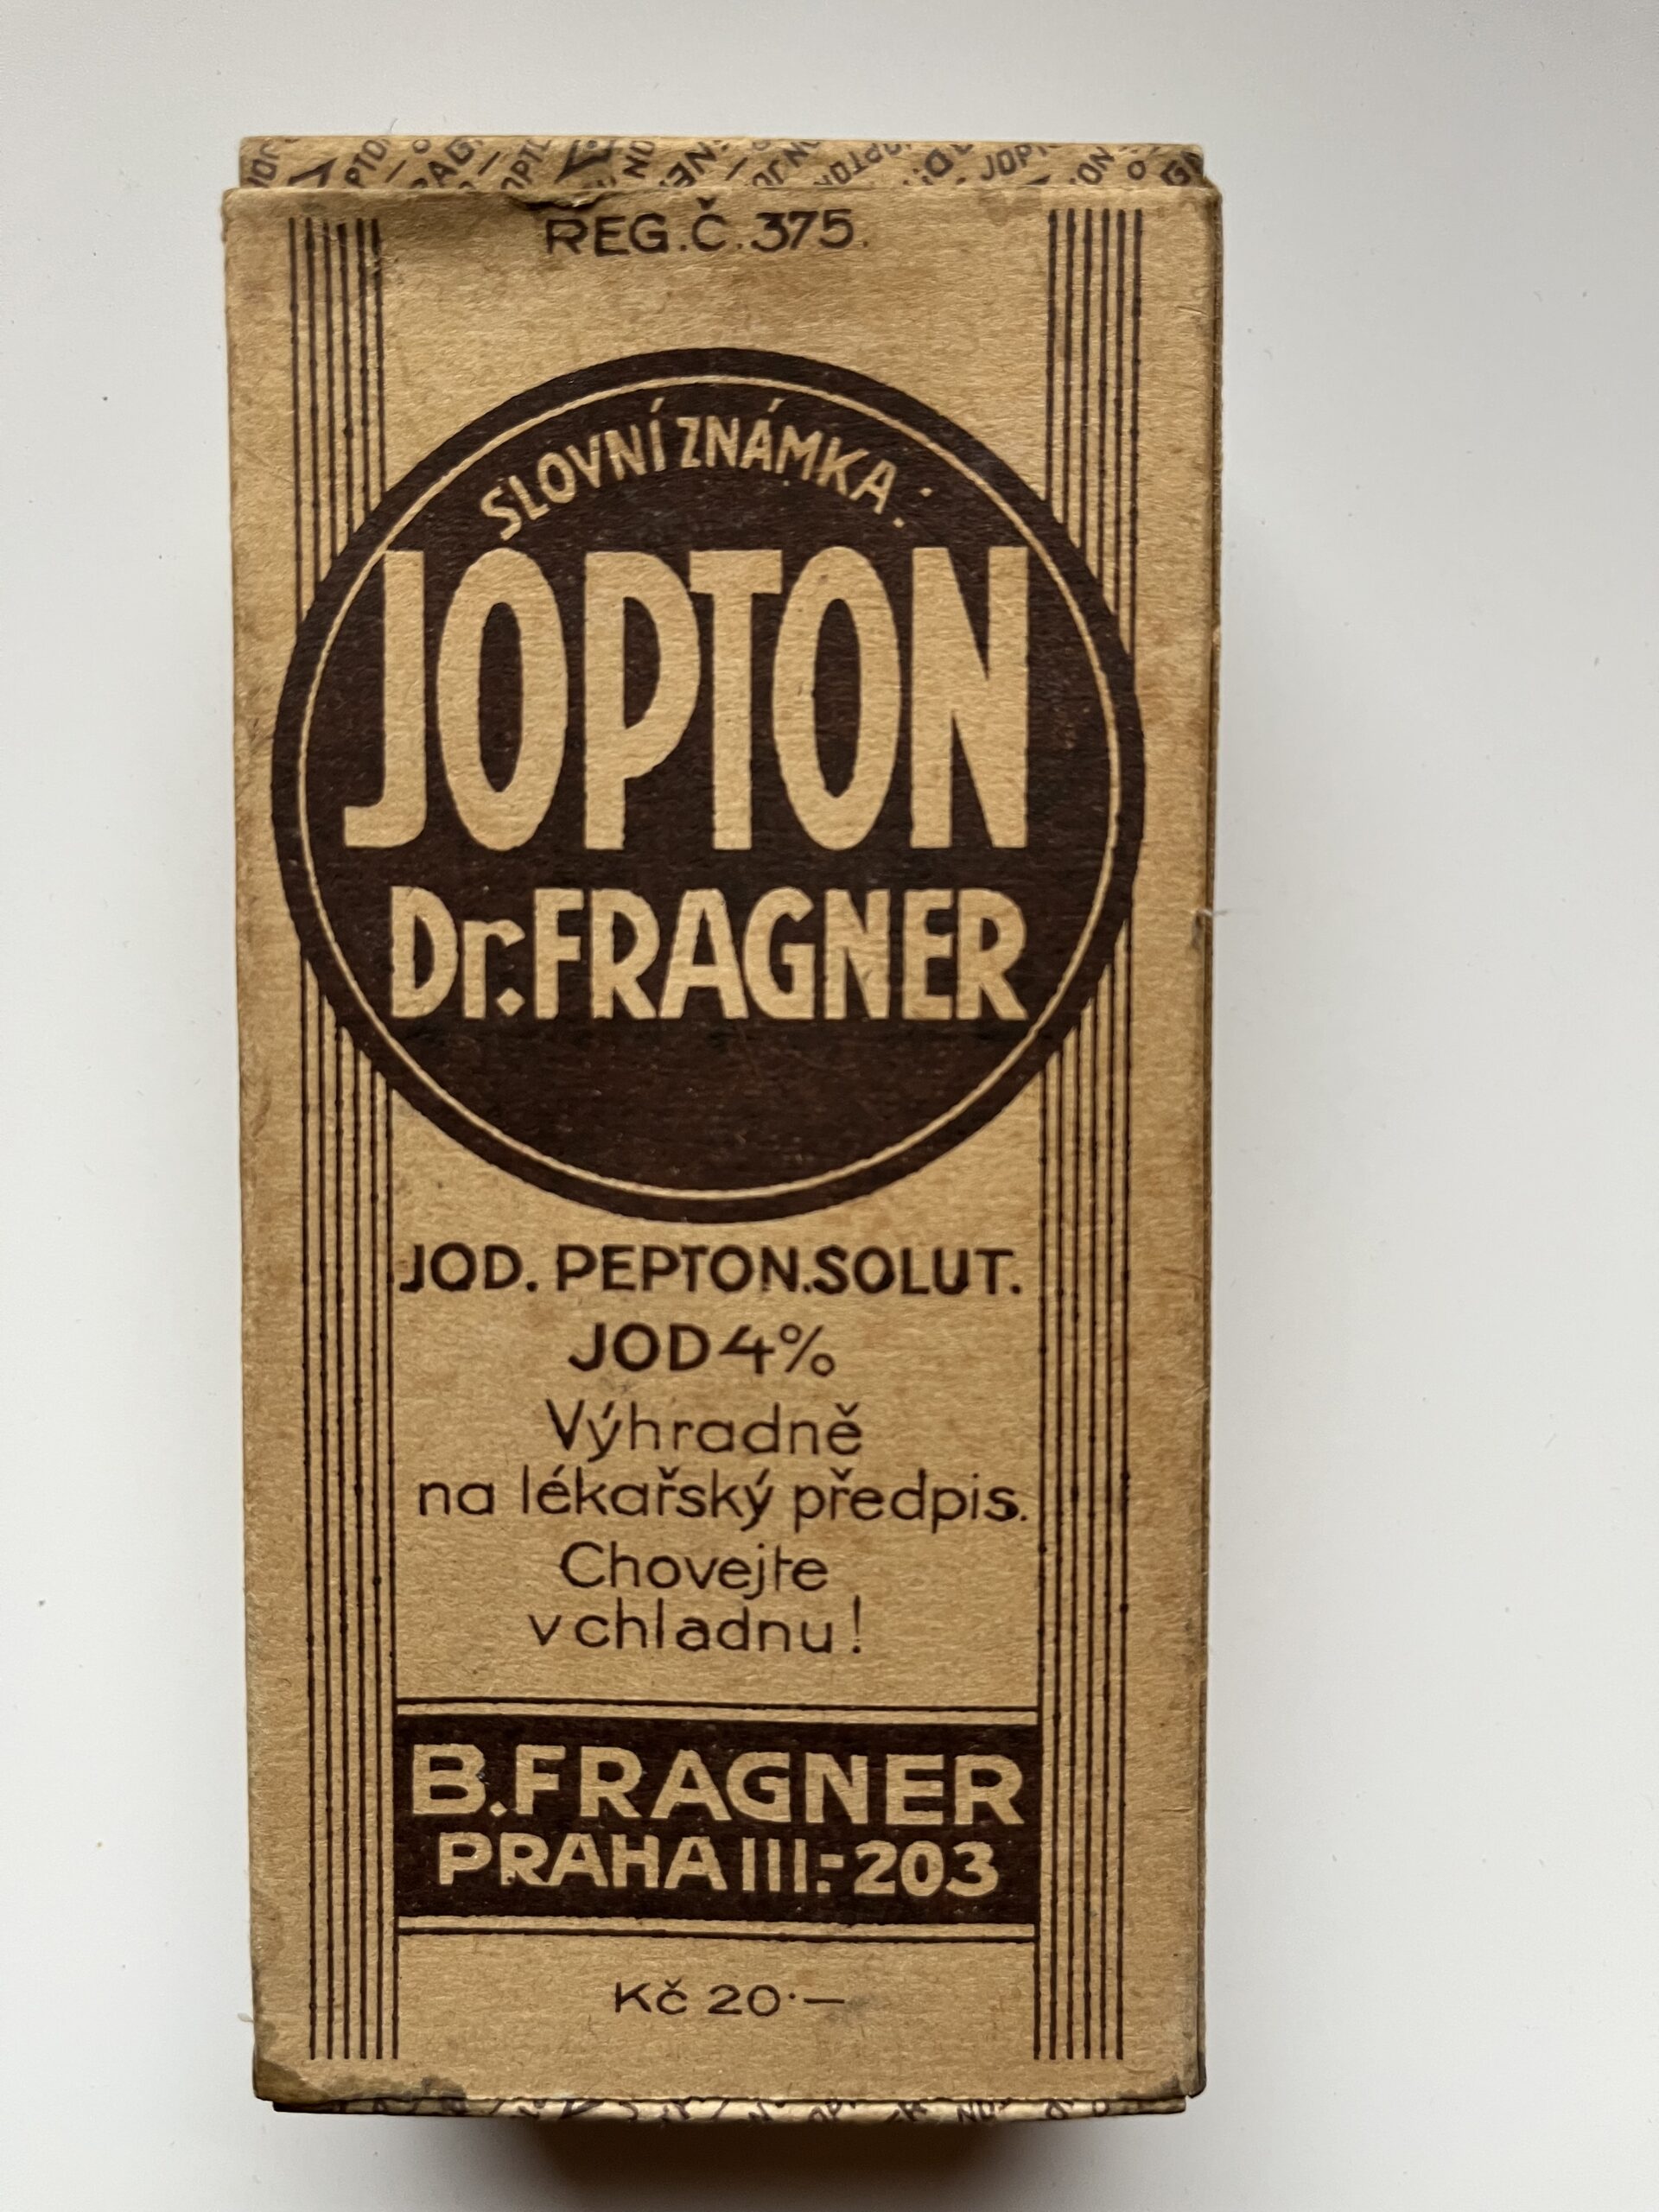 REG.Č.375.
SLOVNÍ ZNÁMKA:
JOPTON
Dr. FRAGNER
JOD. PEPTON. SOLUT.
JOD 4%
Výhradně
na lékařský předpis.
Chovejte
v chladnu!
B. FRAGNER
PRAHA III.-203
Kč 20·—